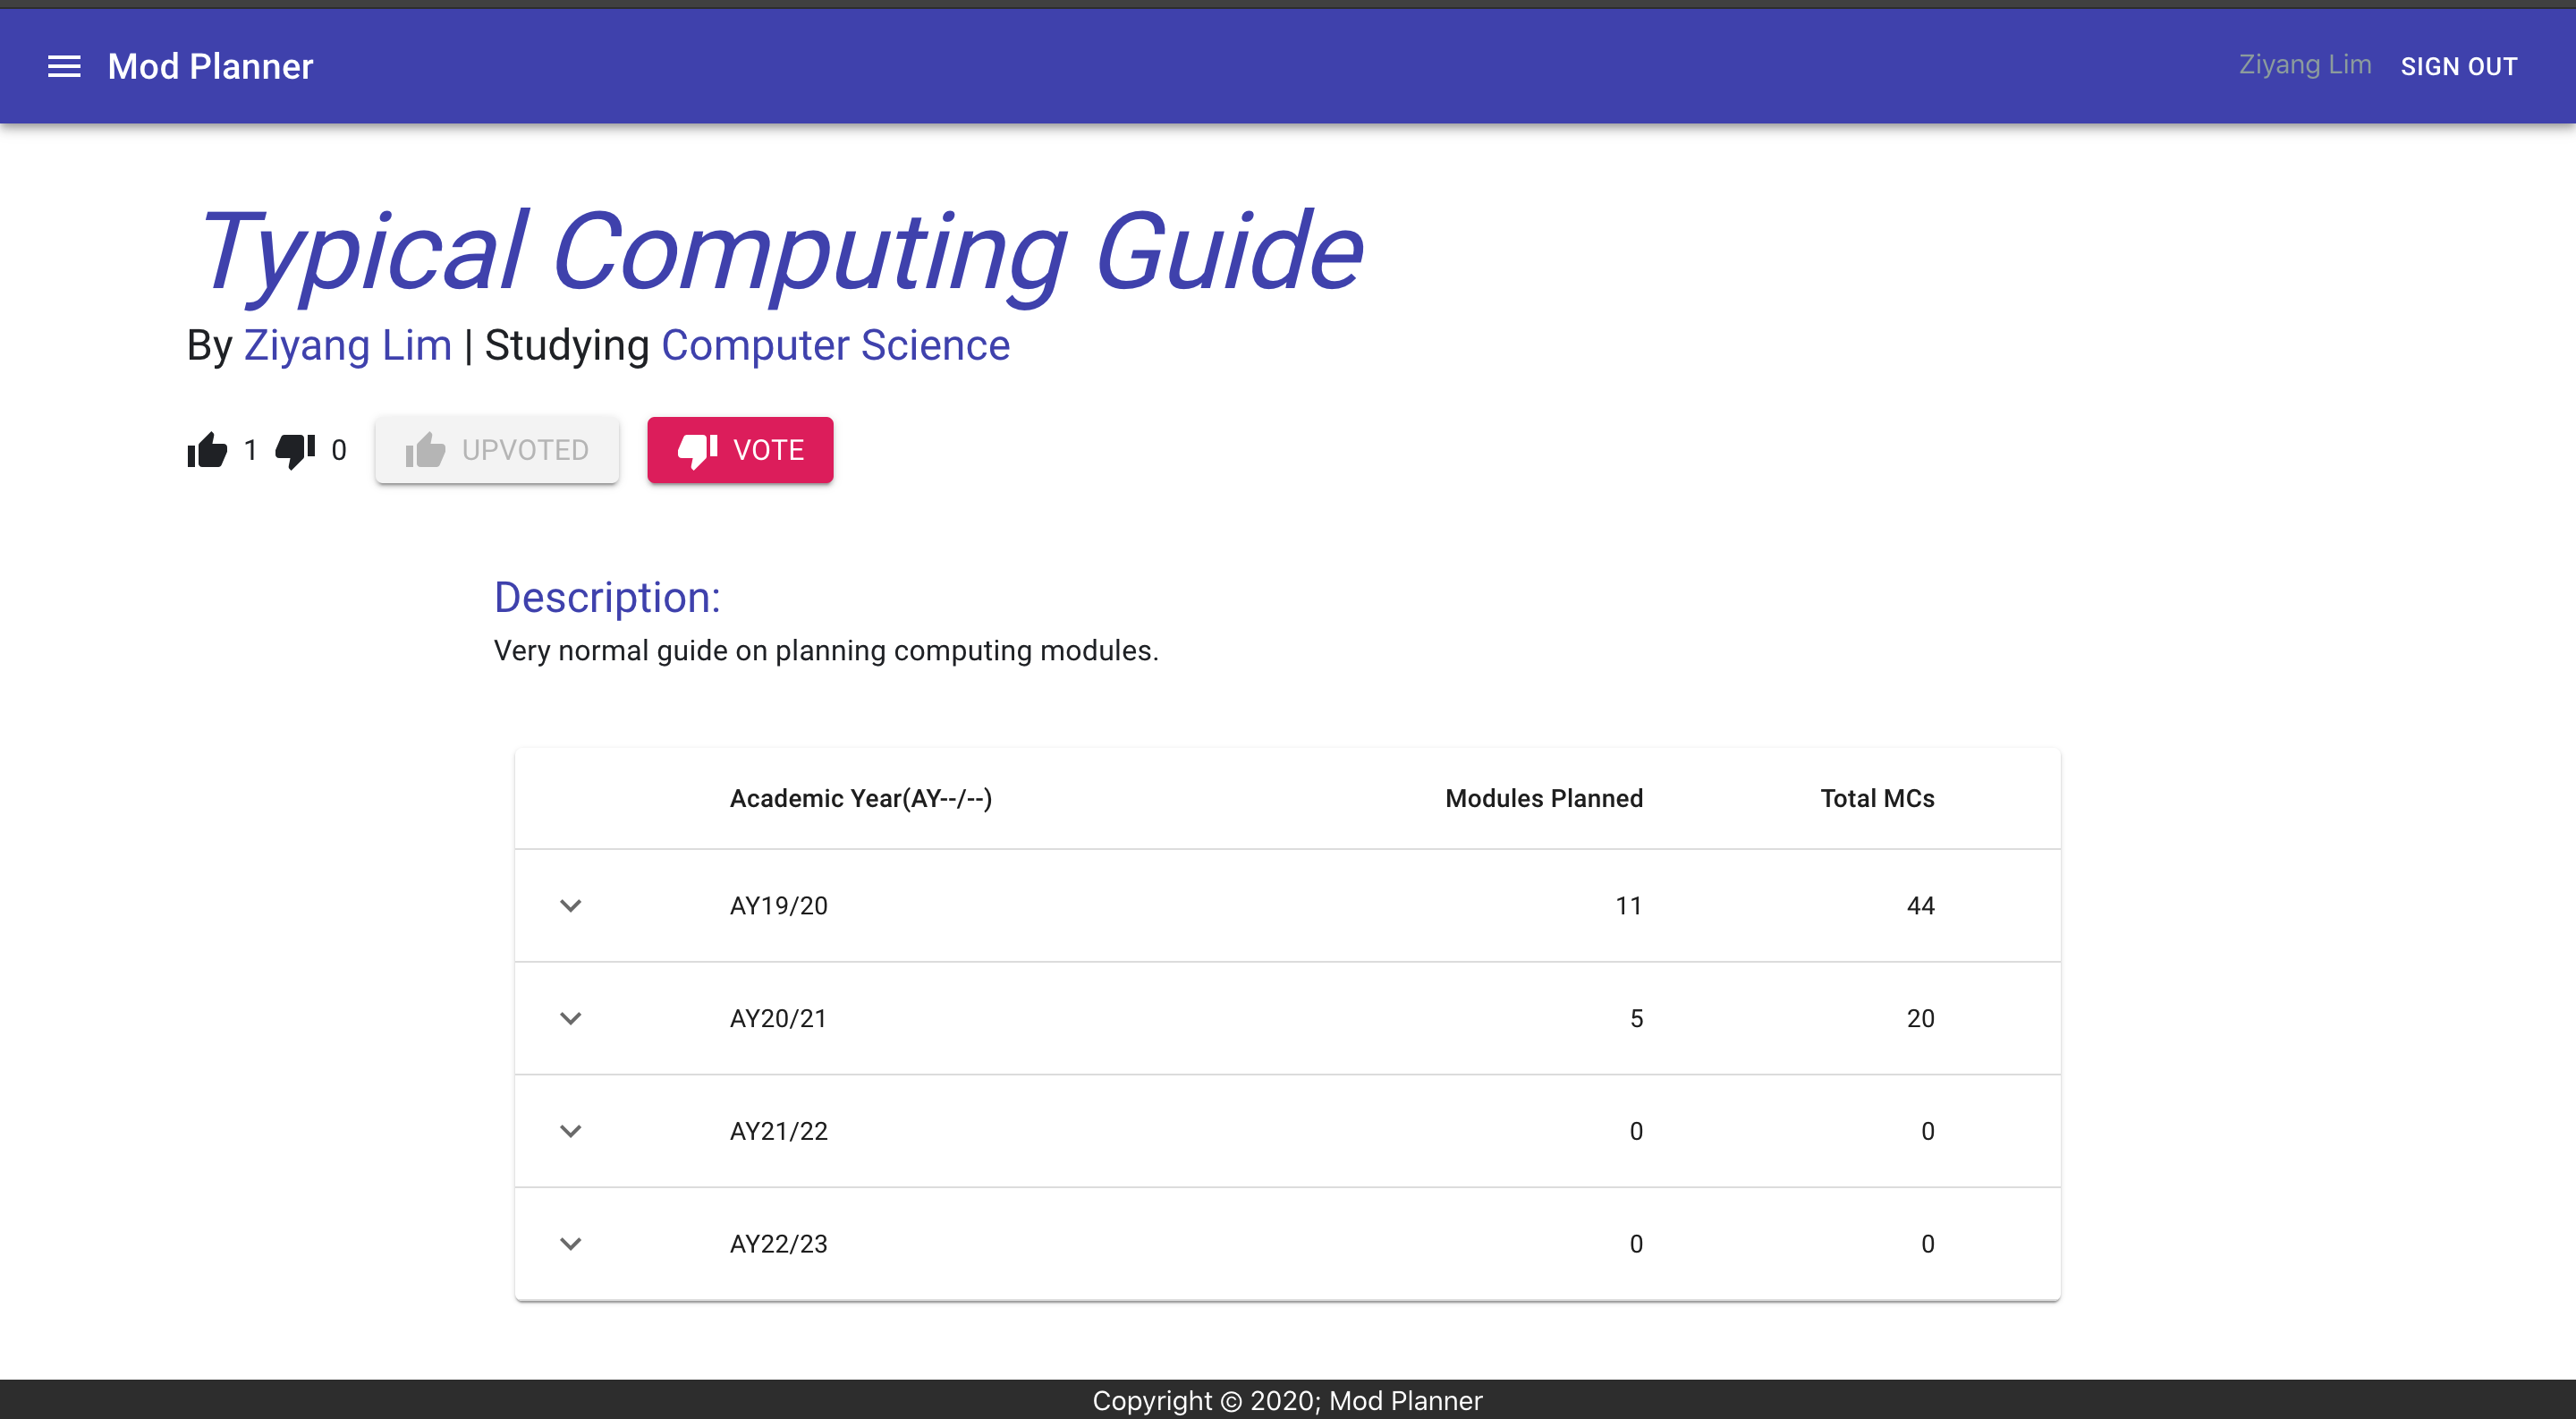 Mod Planner
Ziyang Lim SIGN OUT
Typical Computing Guide
By Ziyang Lim | Studying Computer Science
1 0 UPVOTED VOTE
Description:
Very normal guide on planning computing modules.
Academic Year(AY--/--) Modules Planned Total MCs
AY19/20 11 44
AY20/21 5 20
AY21/22 0 0
AY22/23 0 0
Copyright © 2020; Mod Planner